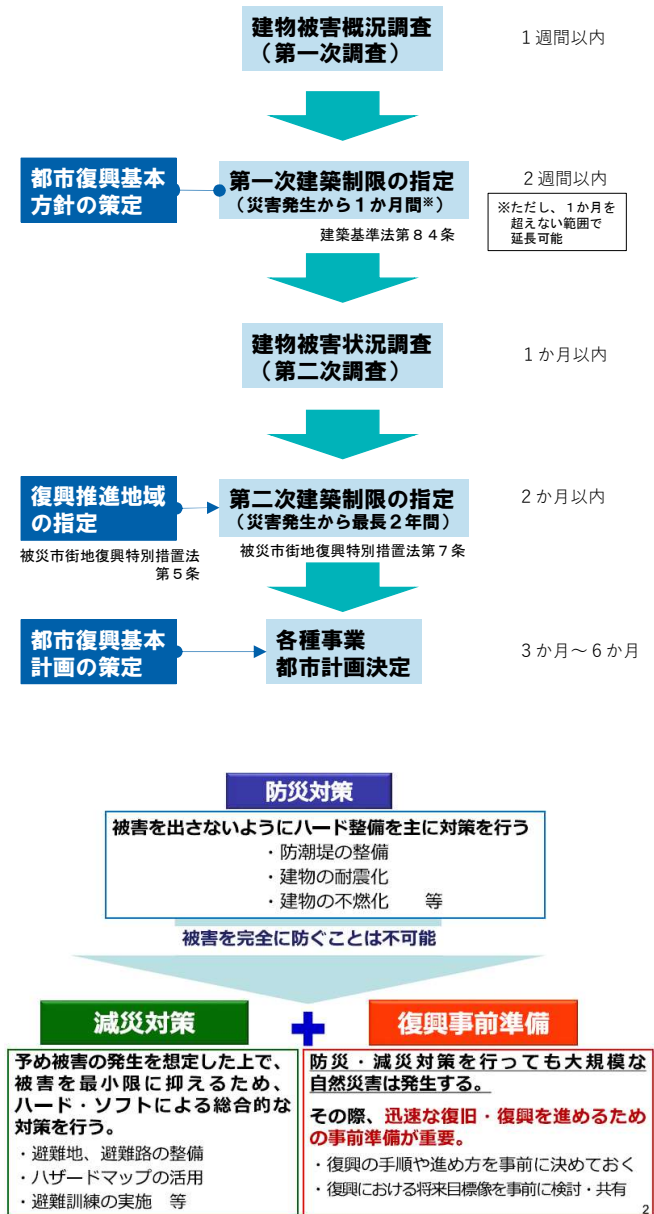 建物被害概況調査
（第一次調査）
１週間以内
都市復興基本
方針の策定
第一次建築制限の指定
（災害発生から１か月間※）
建築基準法第８４条
２週間以内
※ただし、１か月を
超えない範囲で
延長可能
建物被害状況調査
（第二次調査）
１か月以内
復興推進地域
の指定
被災市街地復興特別措置法
第５条
第二次建築制限の指定
（災害発生から最長２年間）
被災市街地復興特別措置法第７条
２か月以内
都市復興基本
計画の策定
各種事業
都市計画決定
３か月～６か月
防災対策
被害を出さないようにハード整備を主に対策を行う
・防潮堤の整備
・建物の耐震化
・建物の不燃化　等
被害を完全に防ぐことは不可能
減災対策
予め被害の発生を想定した上で、
被害を最小限に抑えるため、
ハード・ソフトによる総合的な
対策を行う。
・避難地、避難路の整備
・ハザードマップの活用
・避難訓練の実施　等
復興事前準備
防災・減災対策を行っても大規模な
自然災害は発生する。
その際、迅速な復旧・復興を進めるため
の事前準備が重要。
・復興の手順や進め方を事前に決めておく
・復興における将来目標像を事前に検討・共有
2